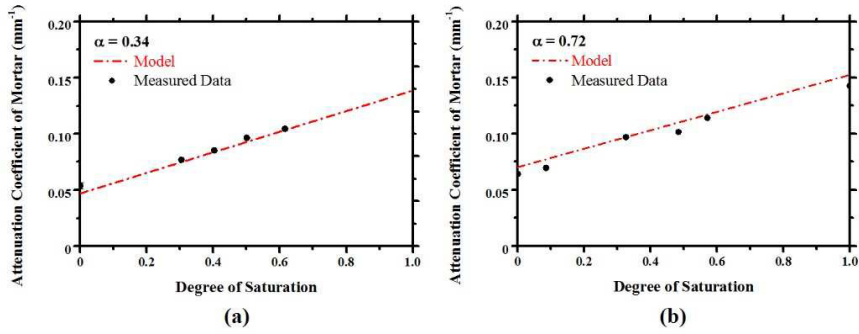 Attenuation Coefficient of Mortar (mm⁻¹)
0.20
0.15
0.10
0.05
0
α = 0.34
Model
Measured Data
0
0.2
0.4
0.6
0.8
1.0
Degree of Saturation
(a)
Attenuation Coefficient of Mortar (mm⁻¹)
0.20
0.15
0.10
0.05
0
α = 0.72
Model
Measured Data
0
0.2
0.4
0.6
0.8
1.0
Degree of Saturation
(b)